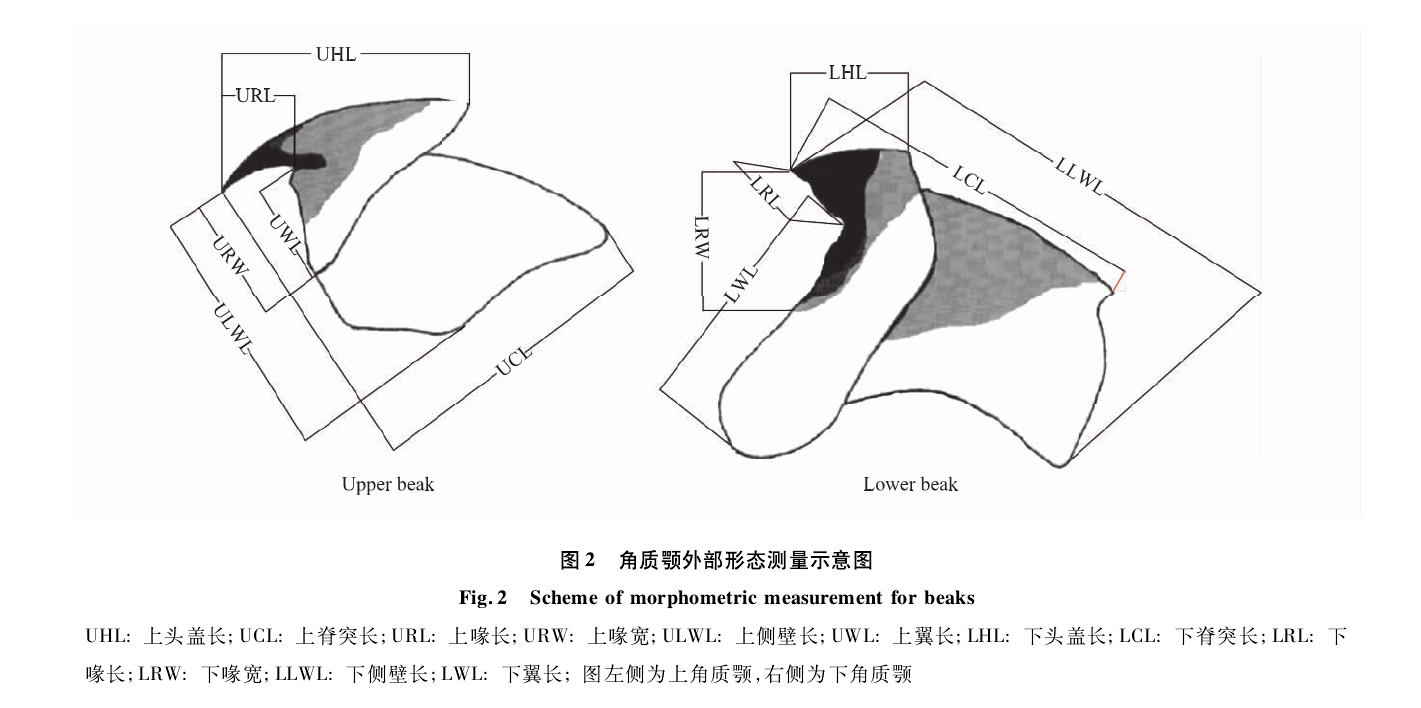 UHL
URL
UWL
URW
ULWL
UCL
Upper beak
LHL
LRL
LRW
LWL
LCL
LLWL
Lower beak
图2 角质颚外部形态测量示意图
Fig. 2 Scheme of morphometric measurement for beaks
UHL: 上头盖长; UCL: 上脊突长; URL: 上喙长; URW: 上喙宽; ULWL: 上侧壁长; UWL: 上翼长; LHL: 下头盖长; LCL: 下脊突长; LRL: 下
喙长; LRW: 下喙宽; LLWL: 下侧壁长; LWL: 下翼长; 图左侧为上角质颚,右侧为下角质颚